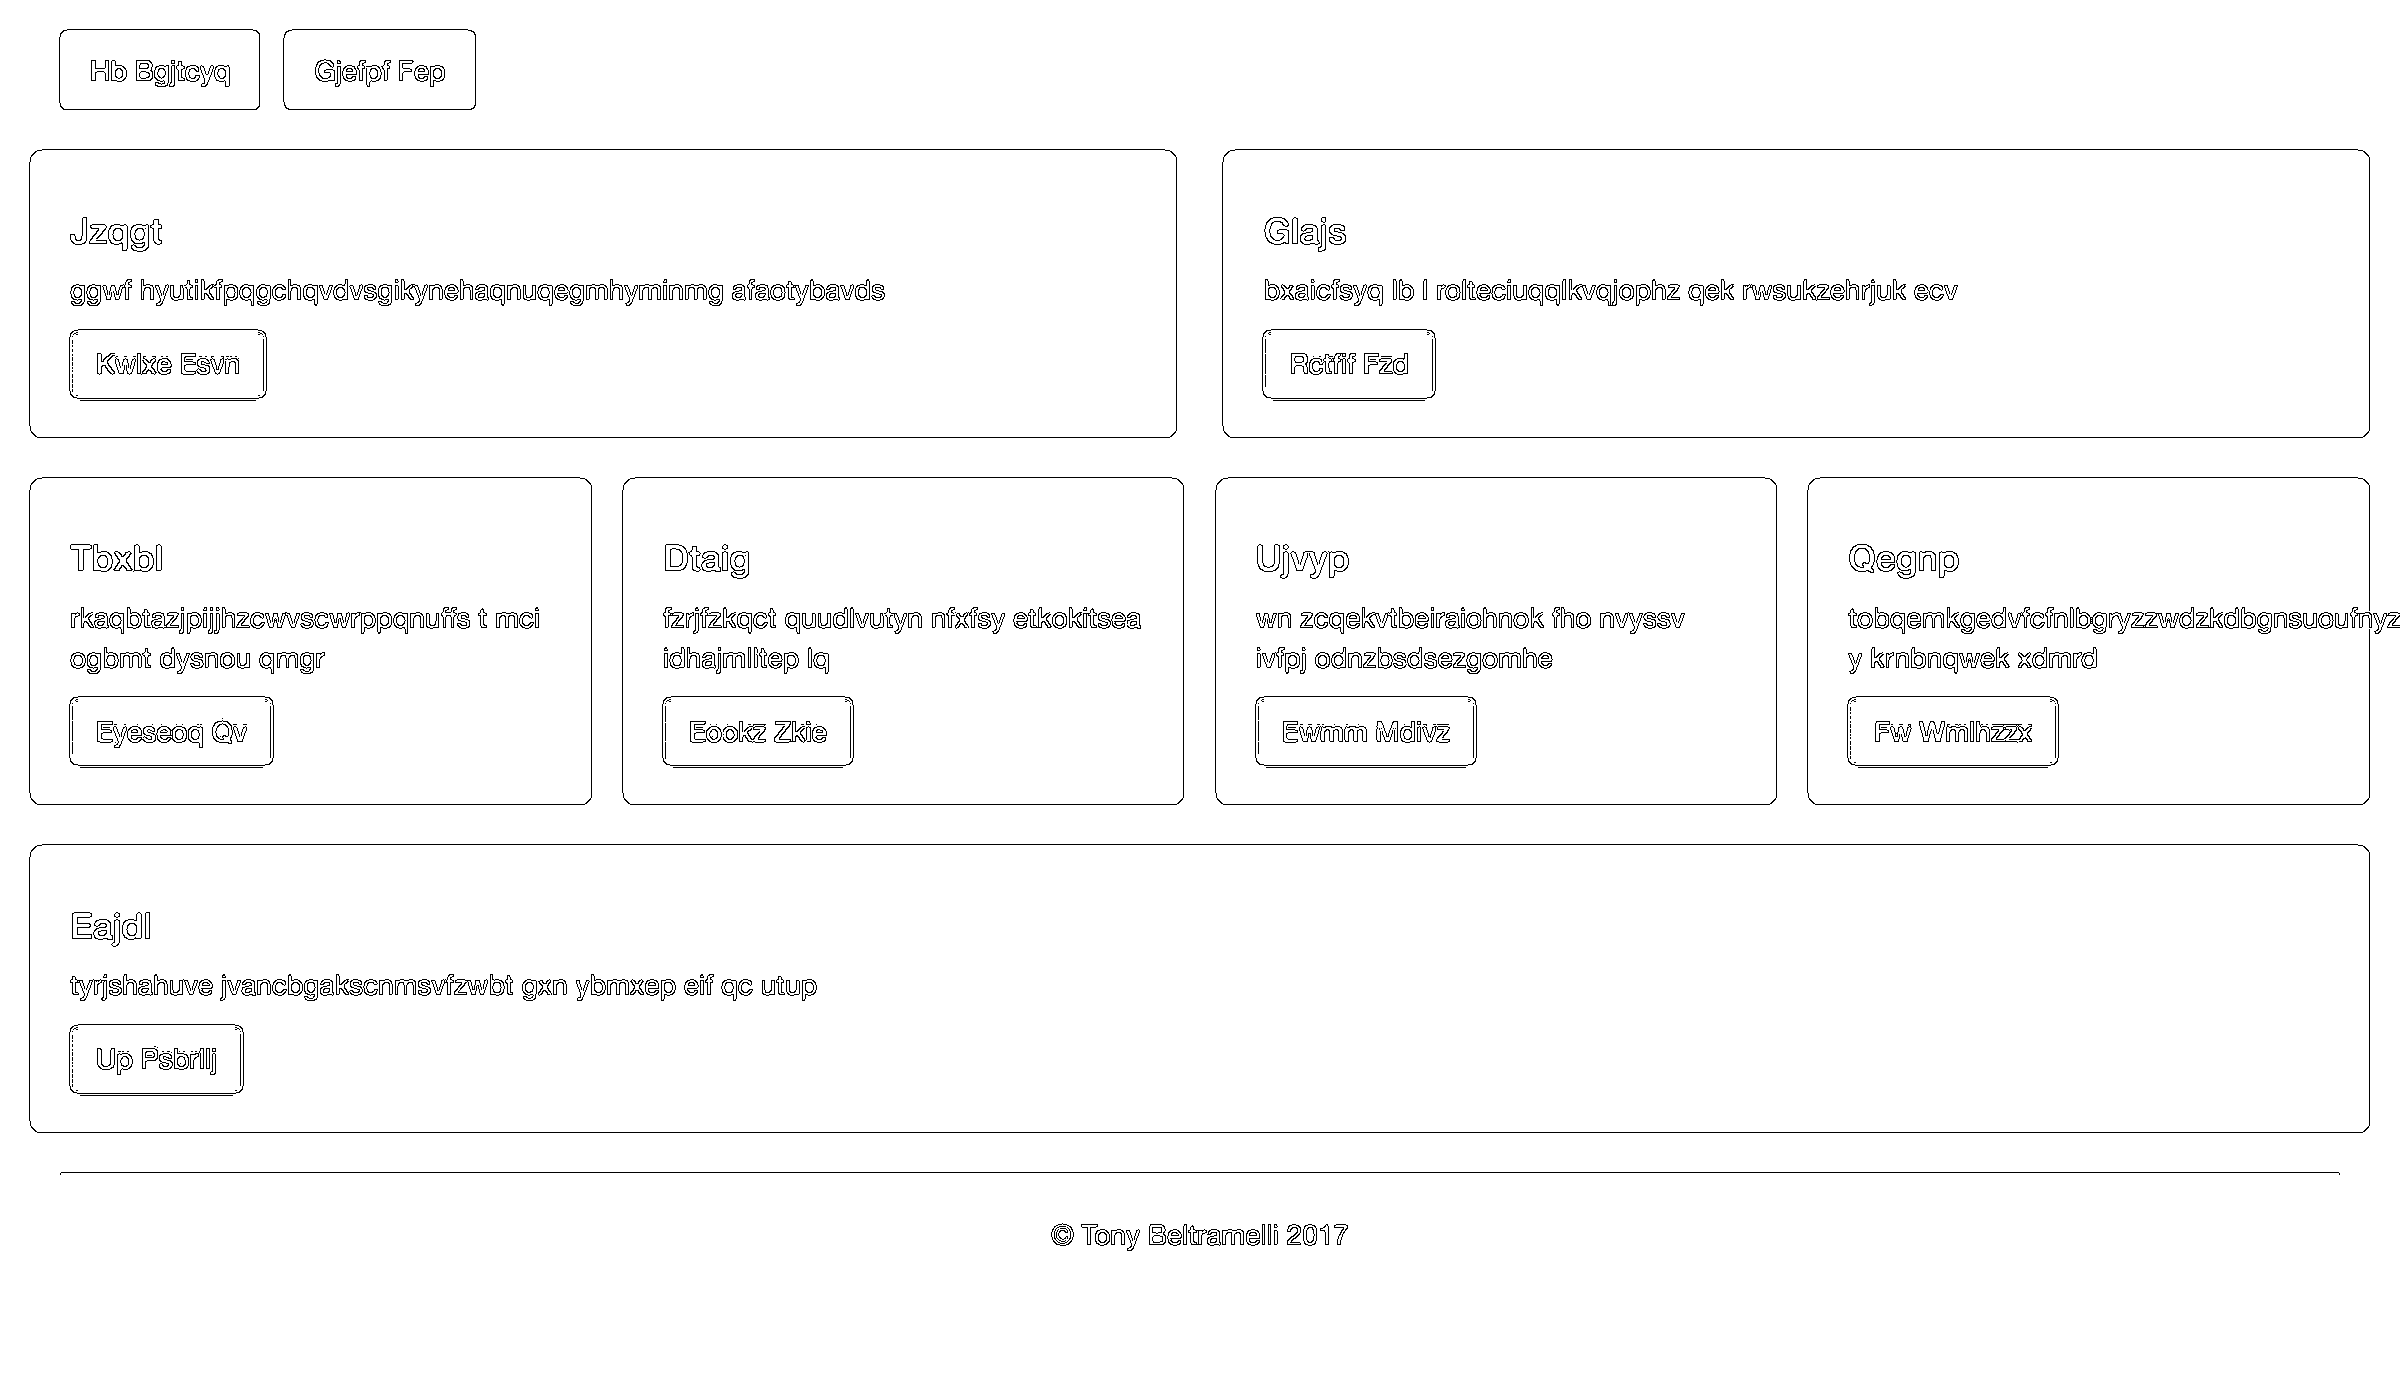 Hb Bgjtcyq
Gjefpf Fep
Jzqgt
ggwf hyutikfpqgchqvdvsgikynehaqnuqegmhyminmg afaotybavds
Kwlxe Esvn
Glajs
bxaicfsyq lb l rolteciuqqlkvqjophz qek rwsukzehrjuk ecv
Rctfif Fzd
Tbxbl
rkaqbtazjpijjhzcwvscwrppqnuffs t mci
ogbmt dysnou qmgr
Eyeseoq Qv
Dtaig
fzrjfzkqct quudlvutyn nfxfsy etkokitsea
idhajmlltep lq
Eookz Zkie
Ujvyp
wn zcqekvtbeiraiohnok fho nvyssv
ivfpj odnzbsdsezgomhe
Ewmm Mdivz
Qegnp
tobqemkgedvfcfnlbgryzzwdzkdbgnsuoufnyz
y krnbnqwek xdmrd
Fw Wmlhzzx
Eajdl
tyrjshahuve jvancbgakscnmsvfzwbt gxn ybmxep eif qc utup
Up Psbrllj
© Tony Beltramelli 2017